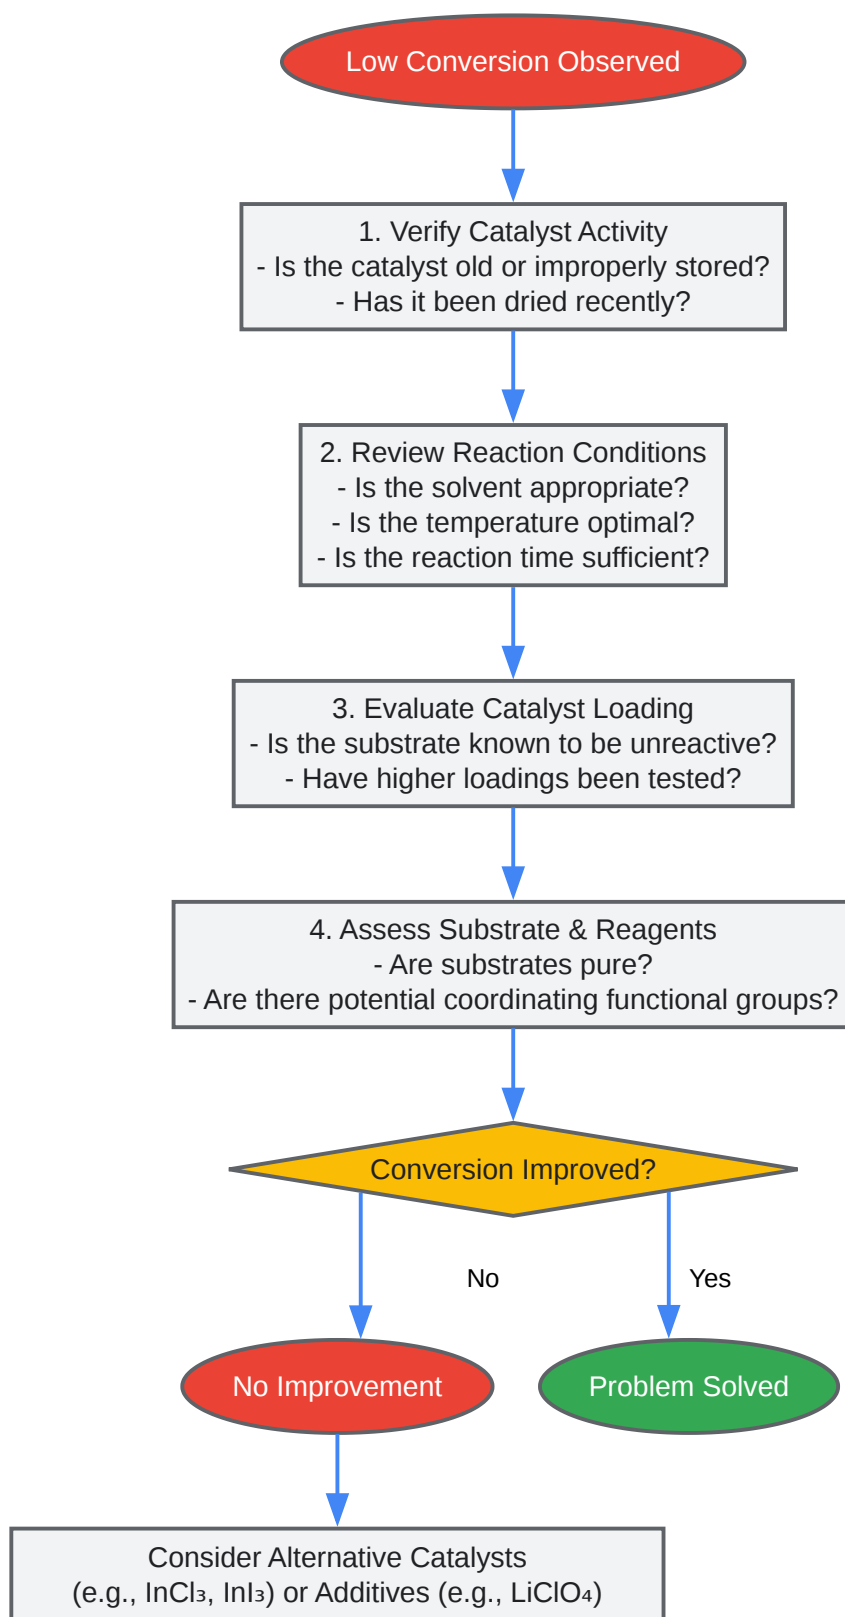 Low Conversion Observed
1. Verify Catalyst Activity
- Is the catalyst old or improperly stored?
- Has it been dried recently?
2. Review Reaction Conditions
- Is the solvent appropriate?
- Is the temperature optimal?
- Is the reaction time sufficient?
3. Evaluate Catalyst Loading
- Is the substrate known to be unreactive?
- Have higher loadings been tested?
4. Assess Substrate & Reagents
- Are substrates pure?
- Are there potential coordinating functional groups?
Conversion Improved?
No
Yes
No Improvement
Problem Solved
Consider Alternative Catalysts
(e.g., InCl₃, InI₃) or Additives (e.g., LiClO₄)